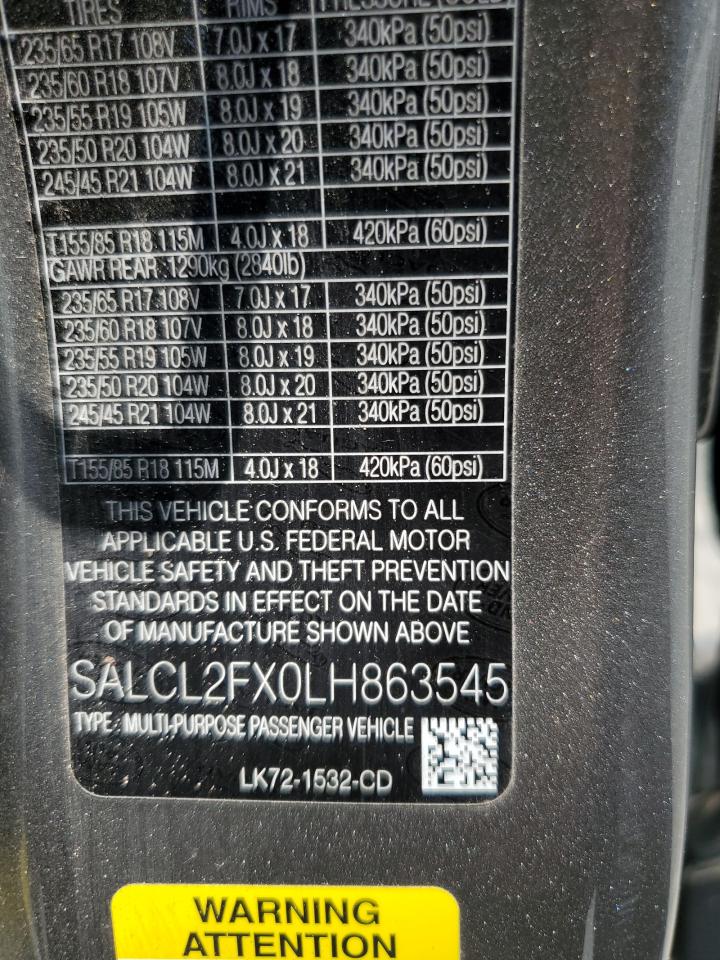 TIRES RIMS PRESSURE (COLD)
235/65 R17 108V 7.0J x 17 340kPa (50psi)
235/60 R18 107V 8.0J x 18 340kPa (50psi)
235/55 R19 105W 8.0J x 19 340kPa (50psi)
235/50 R20 104W 8.0J x 20 340kPa (50psi)
245/45 R21 104W 8.0J x 21 340kPa (50psi)
T155/85 R18 115M 4.0J x 18 420kPa (60psi)
GAWR REAR 1290kg (2840lb)
235/65 R17 108V 7.0J x 17 340kPa (50psi)
235/60 R18 107V 8.0J x 18 340kPa (50psi)
235/55 R19 105W 8.0J x 19 340kPa (50psi)
235/50 R20 104W 8.0J x 20 340kPa (50psi)
245/45 R21 104W 8.0J x 21 340kPa (50psi)
T155/85 R18 115M 4.0J x 18 420kPa (60psi)
THIS VEHICLE CONFORMS TO ALL
APPLICABLE U.S. FEDERAL MOTOR
VEHICLE SAFETY AND THEFT PREVENTION
STANDARDS IN EFFECT ON THE DATE
OF MANUFACTURE SHOWN ABOVE
SALCL2FX0LH863545
TYPE: MULTI-PURPOSE PASSENGER VEHICLE
LK72-1532-CD
WARNING
ATTENTION